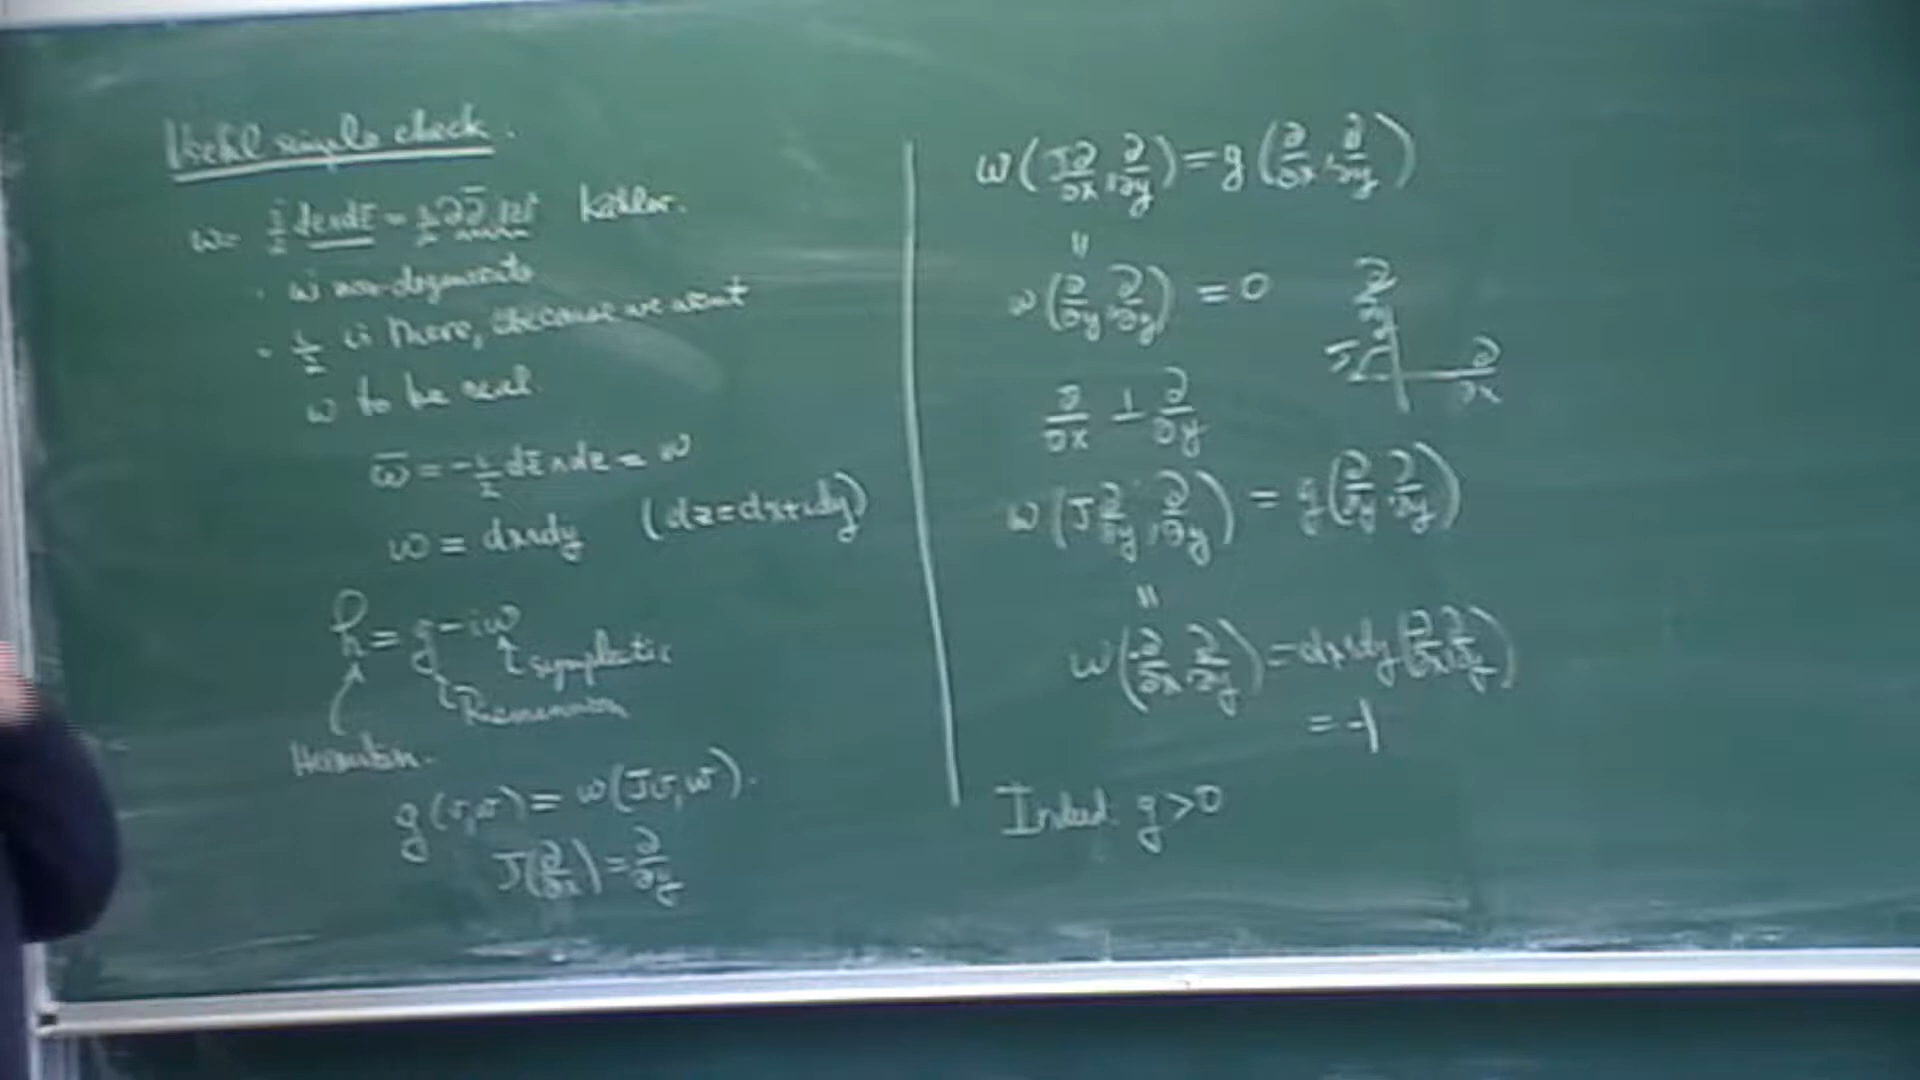 Useful simple check.
ω = i/2 dz∧dz̄ = i/2 ∂∂̄ |z|² Kähler.
· ω non-degenerate
· i/2 is there, because we want
ω to be real.
ω̄ = -i/2 dz̄∧dz = ω
ω = dx∧dy (dz=dx+idy)
h = g - iω
symplectic
Riemannian
Hermitian.
g(v,w) = ω(Jv,w).
J(∂/∂x) = ∂/∂y
ω(J∂/∂x, ∂/∂y) = g(∂/∂x, ∂/∂y)
=
ω(∂/∂y, ∂/∂y) = 0
∂/∂y
∂/∂x
∂/∂x ⊥ ∂/∂y
ω(J∂/∂y, ∂/∂y) = g(∂/∂y, ∂/∂y)
=
ω(-∂/∂x, ∂/∂y) = -dx∧dy(∂/∂x, ∂/∂y)
= -1
Indeed g>0